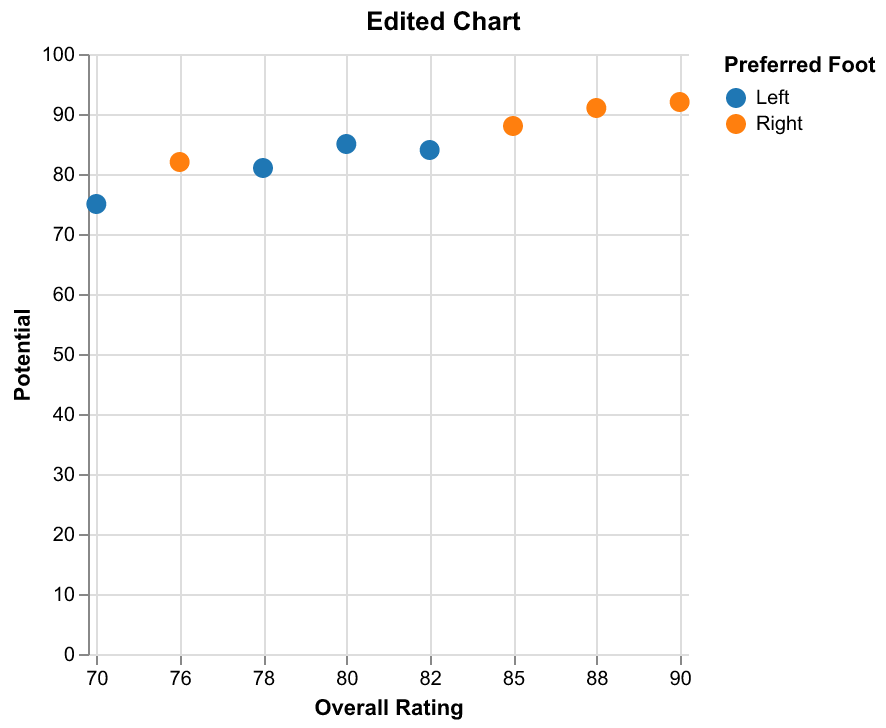 Edited Chart
Preferred Foot
Left
Right
Potential
100
90
80
70
60
50
40
30
20
10
0
70 76 78 80 82 85 88 90
Overall Rating